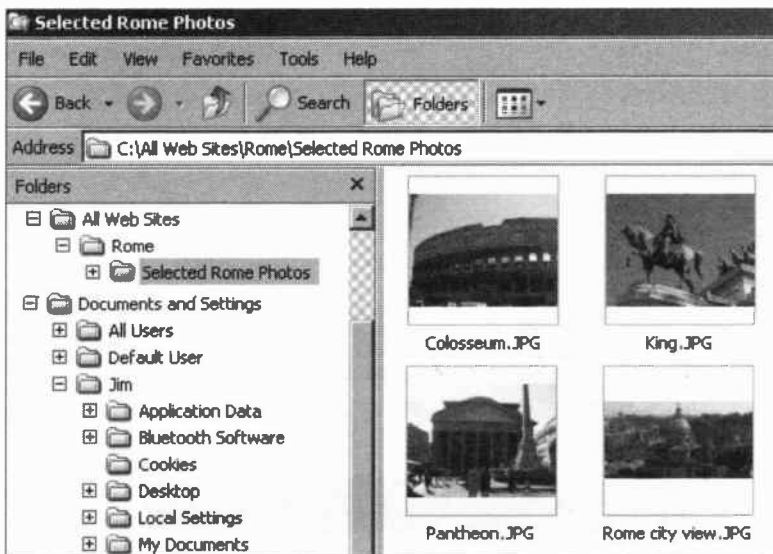 Selected Rome Photos
File Edit View Favorites Tools Help
Back Search Folders
Address C:\All Web Sites\Rome\Selected Rome Photos
Folders
All Web Sites
Rome
Selected Rome Photos
Documents and Settings
All Users
Default User
Jim
Application Data
Bluetooth Software
Cookies
Desktop
Local Settings
My Documents
Colosseum.JPG King.JPG
Pantheon.JPG Rome city view.JPG